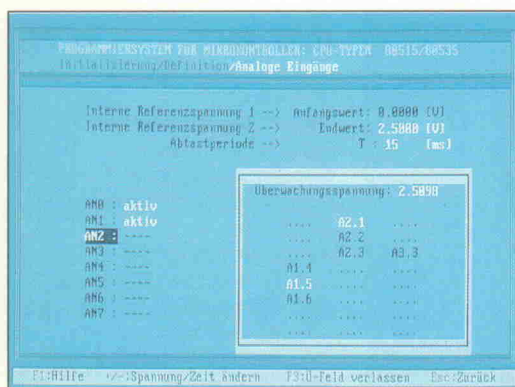 PROGRAMMIERSYSTEM FÜR MIKROKONTROLLER: CPU-TYPEN 80515/80535
Initialisierung/Definition/Analoge Eingänge
Interne Referenzspannung 1 --> Anfangswert: 0.0000 [V]
Interne Referenzspannung 2 --> Endwert: 2.5000 [V]
Abtastperiode --> T : 15 [ms]
Überwachungsspannung: 2.5098
AN0 : aktiv
AN1 : aktiv
AN2 : ----
AN3 : ----
AN4 : ----
AN5 : ----
AN6 : ----
AN7 : ----
.... A2.1 ....
.... A2.2 ....
.... A2.3 A3.3
A1.4 .... ....
A1.5 .... ....
A1.6 .... ....
.... .... ....
.... .... ....
F1:Hilfe +/-:Spannung/Zeit ändern F3:Ü-Feld verlassen Esc:Zurück